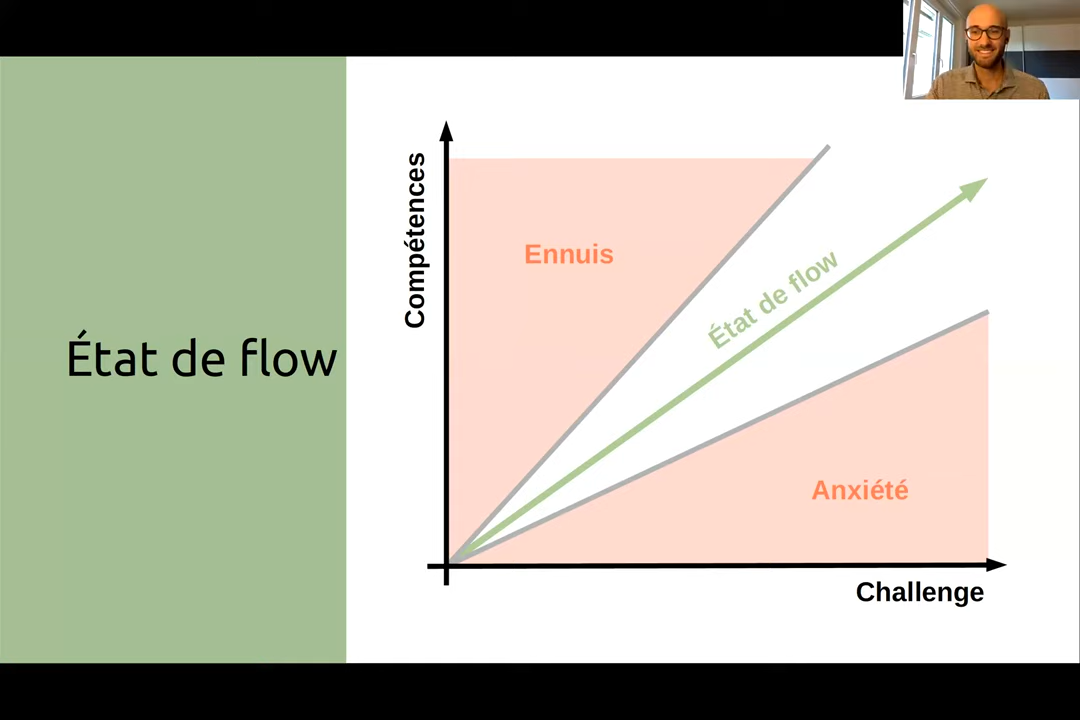 État de flow
Compétences
Ennuis
État de flow
Anxiété
Challenge